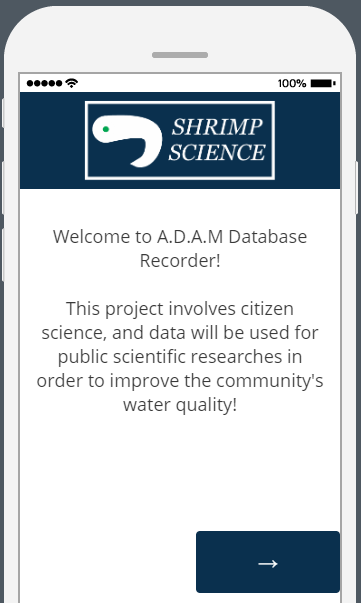 100%
SHRIMP
SCIENCE
Welcome to A.D.A.M Database
Recorder!
This project involves citizen
science, and data will be used for
public scientific researches in
order to improve the community's
water quality!
→